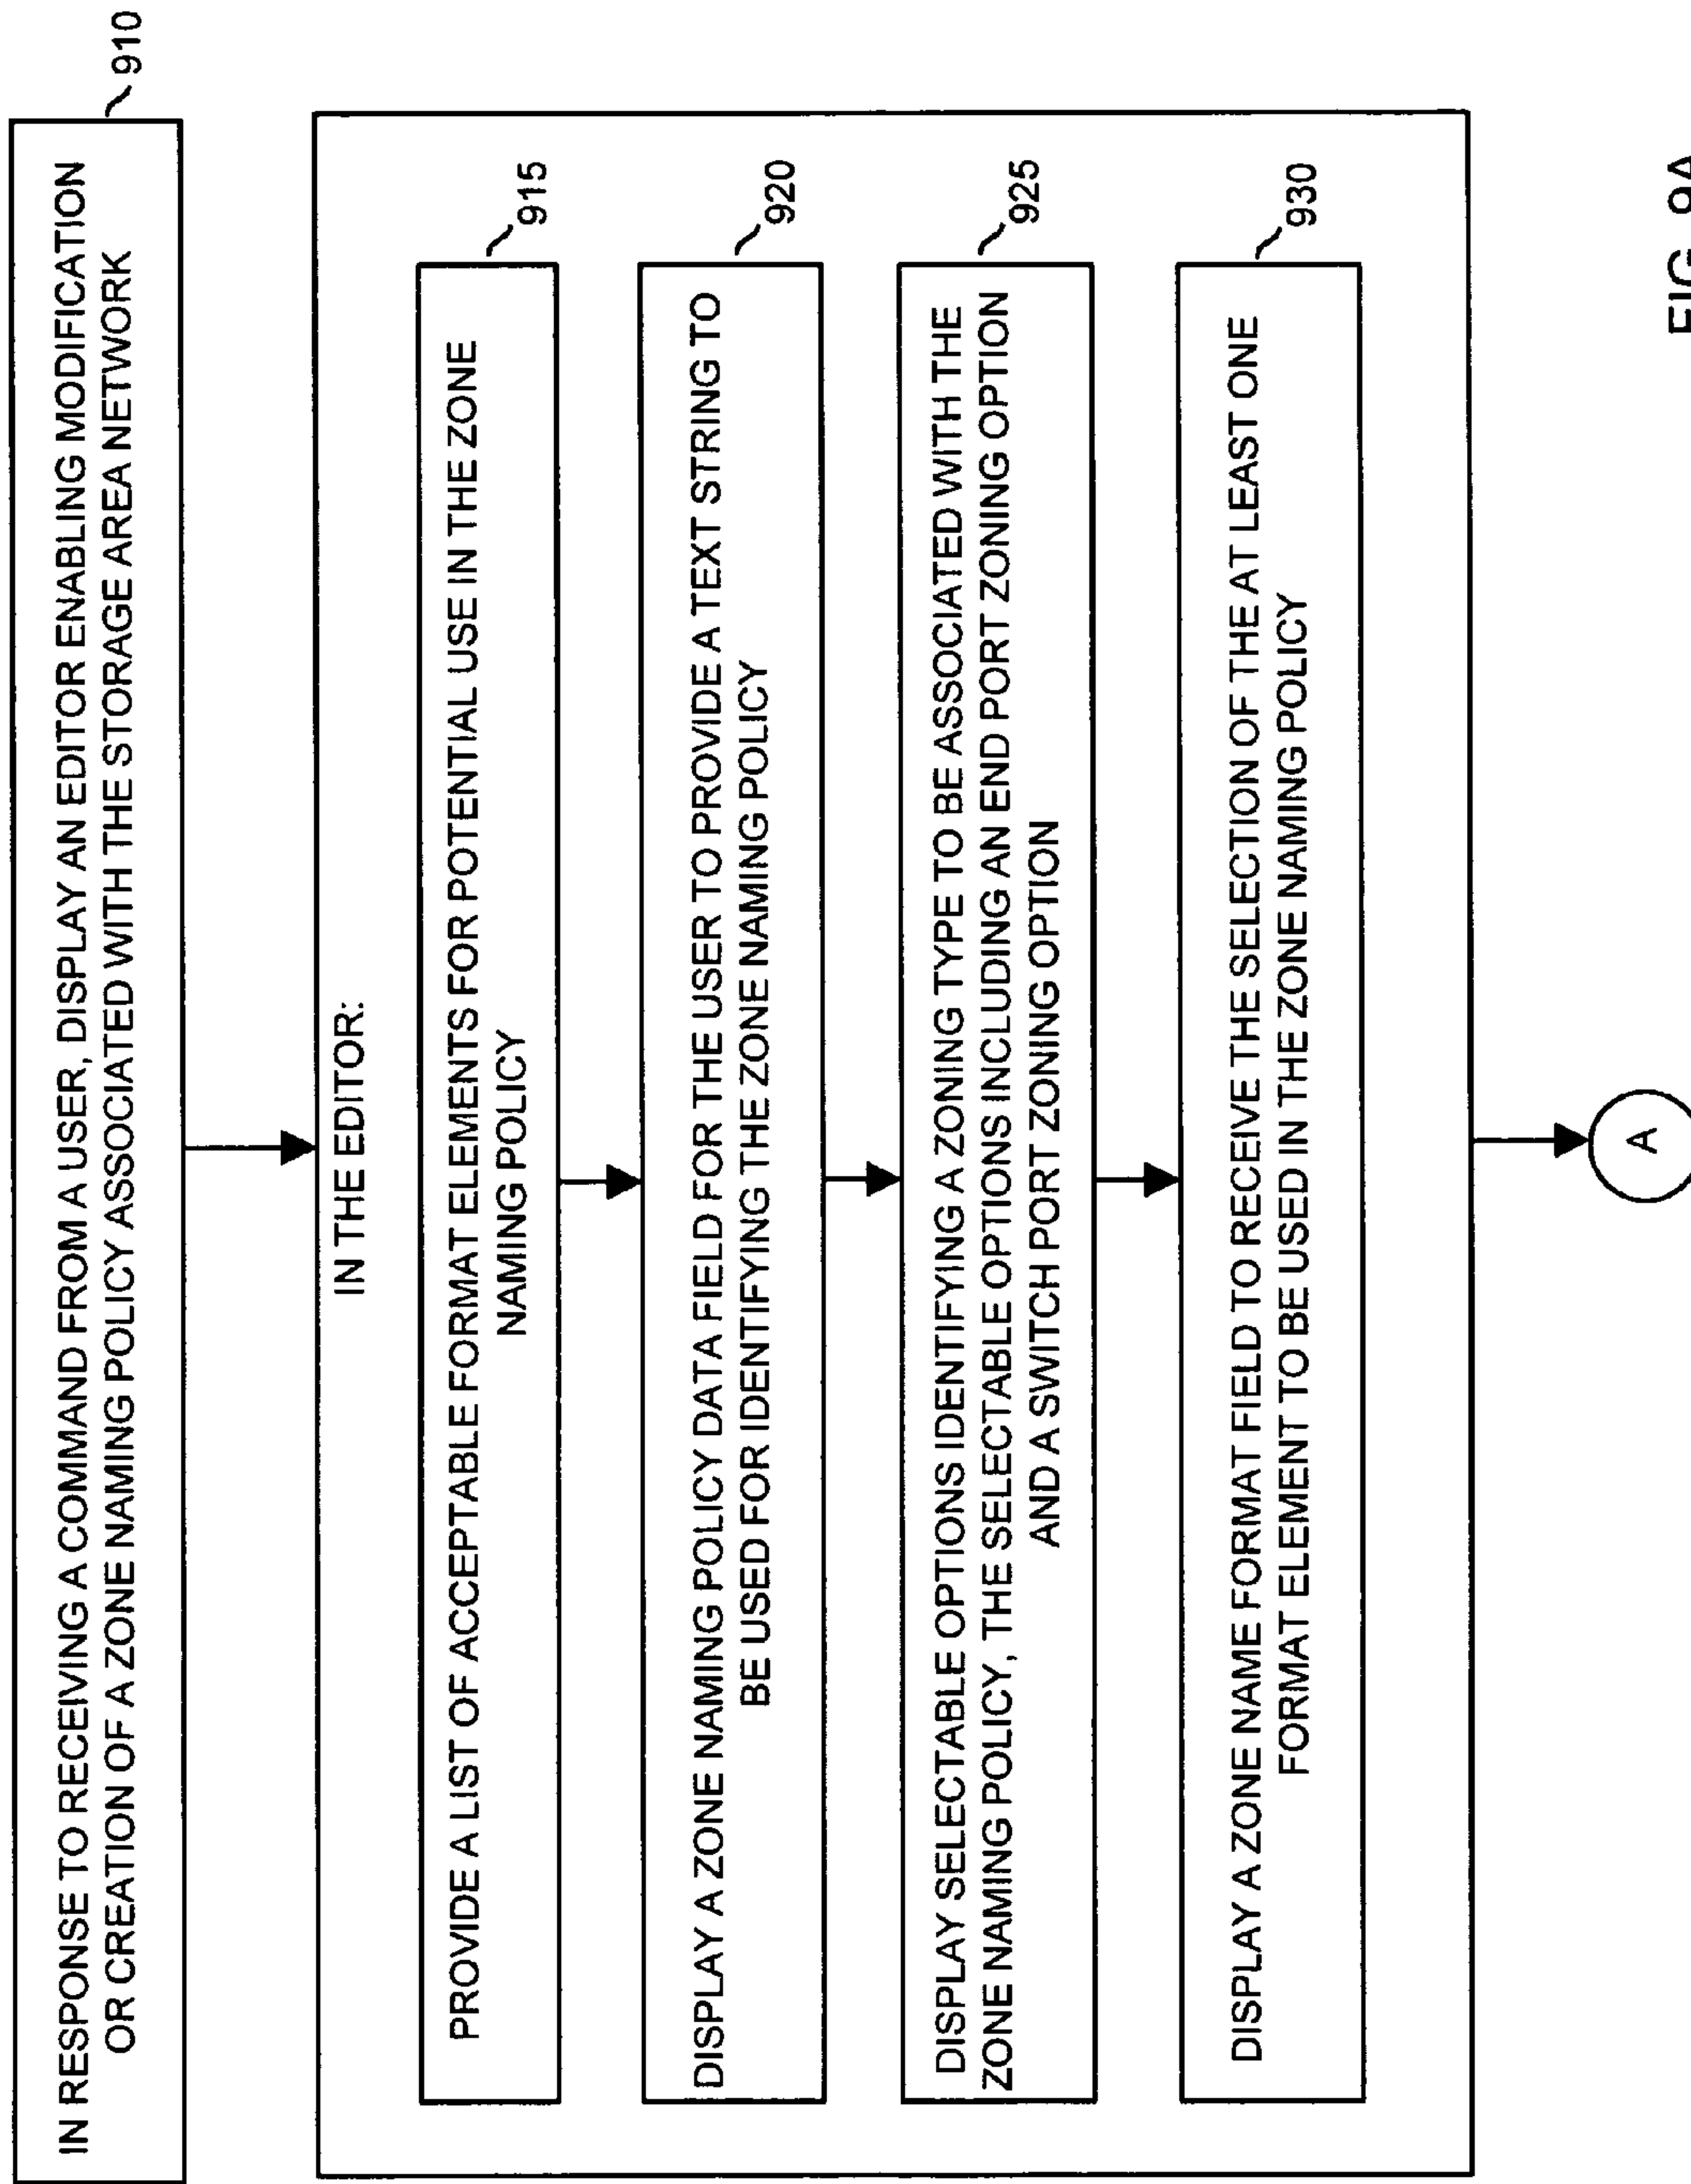 IN RESPONSE TO RECEIVING A COMMAND FROM A USER, DISPLAY AN EDITOR ENABLING MODIFICATION
OR CREATION OF A ZONE NAMING POLICY ASSOCIATED WITH THE STORAGE AREA NETWORK
910
IN THE EDITOR:
PROVIDE A LIST OF ACCEPTABLE FORMAT ELEMENTS FOR POTENTIAL USE IN THE ZONE
NAMING POLICY
915
DISPLAY A ZONE NAMING POLICY DATA FIELD FOR THE USER TO PROVIDE A TEXT STRING TO
BE USED FOR IDENTIFYING THE ZONE NAMING POLICY
920
DISPLAY SELECTABLE OPTIONS IDENTIFYING A ZONING TYPE TO BE ASSOCIATED WITH THE
ZONE NAMING POLICY, THE SELECTABLE OPTIONS INCLUDING AN END PORT ZONING OPTION
AND A SWITCH PORT ZONING OPTION
925
DISPLAY A ZONE NAME FORMAT FIELD TO RECEIVE THE SELECTION OF THE AT LEAST ONE
FORMAT ELEMENT TO BE USED IN THE ZONE NAMING POLICY
930
A
FIG. 9A